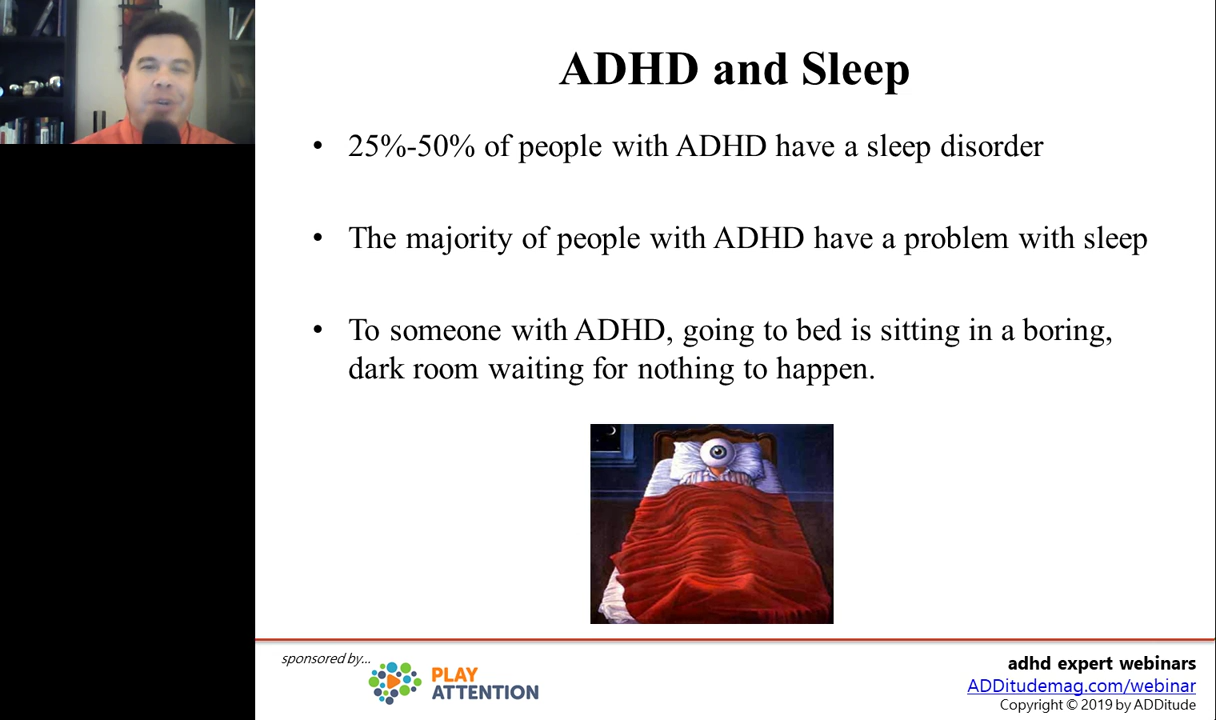 ADHD and Sleep
• 25%-50% of people with ADHD have a sleep disorder
• The majority of people with ADHD have a problem with sleep
• To someone with ADHD, going to bed is sitting in a boring,
dark room waiting for nothing to happen.
sponsored by...
PLAY
ATTENTION
adhd expert webinars
ADDitudemag.com/webinar
Copyright © 2019 by ADDitude